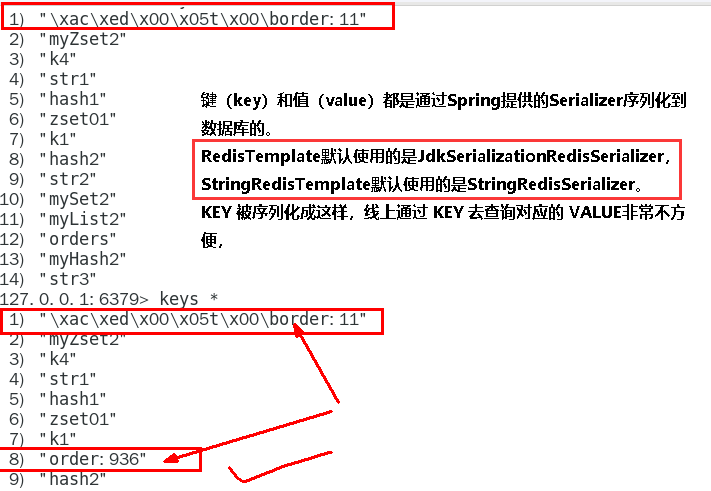 1) "\xac\xed\x00\x05t\x00\border:11"
2) "myZset2"
3) "k4"
4) "str1"
5) "hash1"
6) "zset01"
7) "k1"
8) "hash2"
9) "str2"
10) "mySet2"
11) "myList2"
12) "orders"
13) "myHash2"
14) "str3"
键（key）和值（value）都是通过Spring提供的Serializer序列化到
数据库的。
RedisTemplate默认使用的是JdkSerializationRedisSerializer，
StringRedisTemplate默认使用的是StringRedisSerializer。
KEY 被序列化成这样，线上通过 KEY 去查询对应的 VALUE非常不方
便，
127.0.0.1:6379> keys *
1) "\xac\xed\x00\x05t\x00\border:11"
2) "myZset2"
3) "k4"
4) "str1"
5) "hash1"
6) "zset01"
7) "k1"
8) "order:936"
9) "hash2"